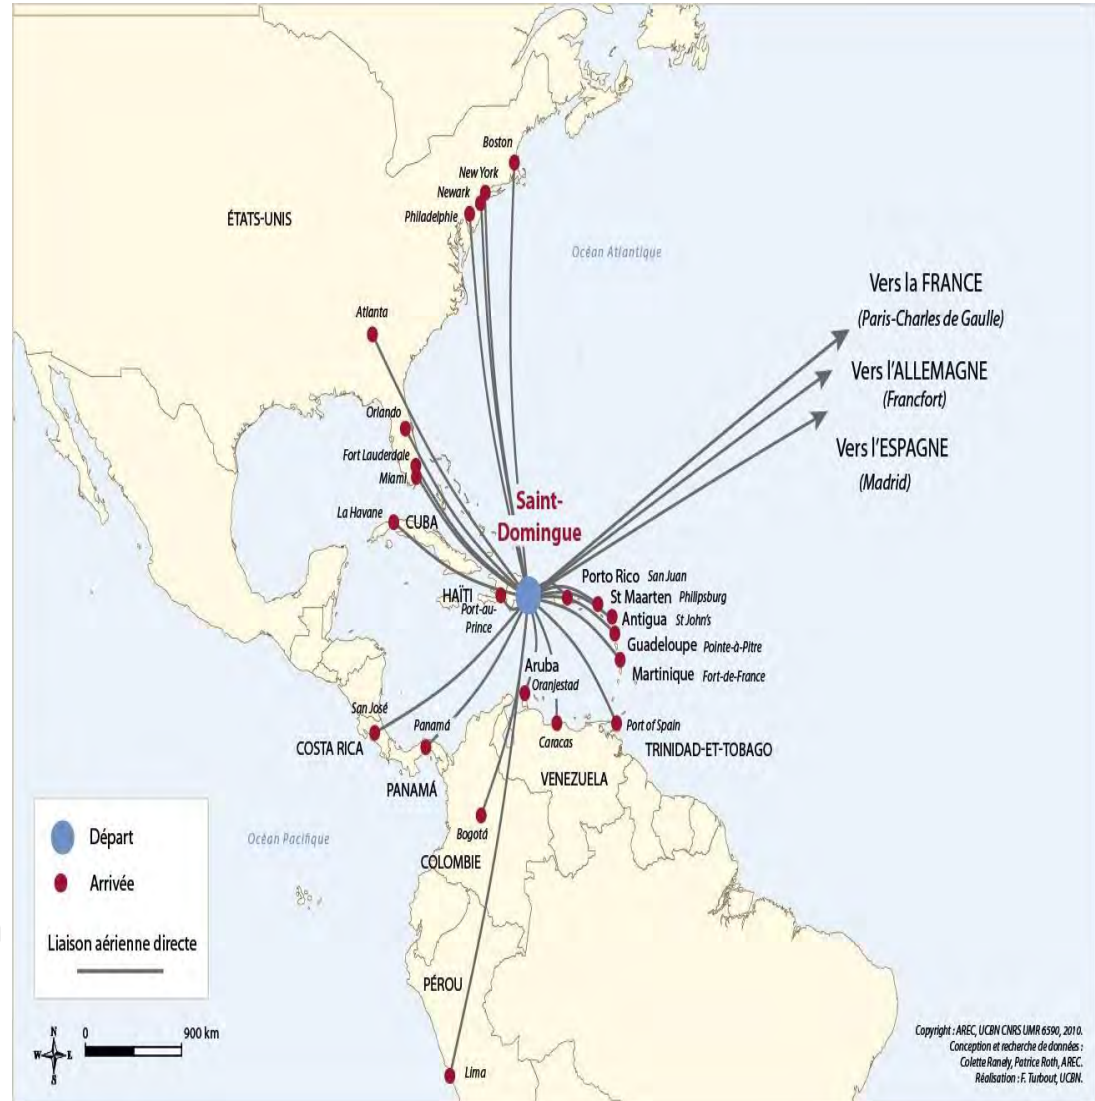 Boston
New York
Newark
Philadelphie
ÉTATS-UNIS
Océan Atlantique
Vers la FRANCE
(Paris-Charles de Gaulle)
Atlanta
Vers l'ALLEMAGNE
(Francfort)
Orlando
Vers l'ESPAGNE
(Madrid)
Fort Lauderdale
Miami
Saint-
Domingue
La Havane
CUBA
Porto Rico San Juan
HAÏTI
St Maarten Philipsburg
Port-au-
Prince
Antigua St John's
Guadeloupe Pointe-à-Pitre
Aruba
Martinique Fort-de-France
Oranjestad
San José
Panamá
Port of Spain
Caracas
COSTA RICA
TRINIDAD-ET-TOBAGO
VENEZUELA
PANAMÁ
Départ
Bogotá
Océan Pacifique
COLOMBIE
Arrivée
Liaison aérienne directe
PÉROU
N
W E
S
0 900 km
Lima
Copyright : AREC, UCBN CNRS UMR 6590, 2010.
Conception et recherche de données :
Colette Ranely, Patrice Roth, AREC.
Réalisation : F. Turbout, UCBN.